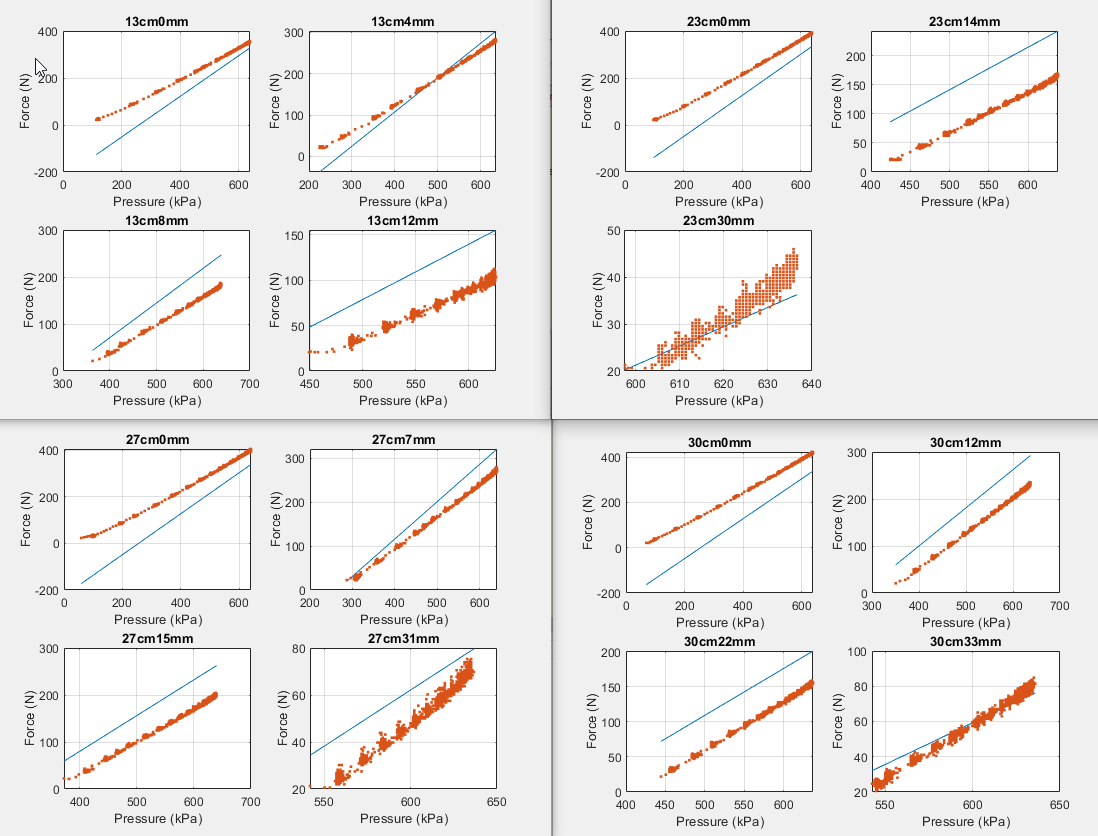 13cm0mm
400
200
0
-200
0
200
400
600
Force (N)
Pressure (kPa)
13cm4mm
300
200
100
0
200
300
400
500
600
Force (N)
Pressure (kPa)
23cm0mm
400
200
0
-200
0
200
400
600
Force (N)
Pressure (kPa)
23cm14mm
200
150
100
50
0
400
450
500
550
600
Force (N)
Pressure (kPa)
13cm8mm
300
200
100
0
300
400
500
600
700
Force (N)
Pressure (kPa)
13cm12mm
150
100
50
0
450
500
550
600
Force (N)
Pressure (kPa)
23cm30mm
50
40
30
20
600
610
620
630
640
Force (N)
Pressure (kPa)
27cm0mm
400
200
0
-200
0
200
400
600
Force (N)
Pressure (kPa)
27cm7mm
300
200
100
0
200
300
400
500
600
Force (N)
Pressure (kPa)
30cm0mm
400
200
0
-200
0
200
400
600
Force (N)
Pressure (kPa)
30cm12mm
300
200
100
0
300
400
500
600
700
Force (N)
Pressure (kPa)
27cm15mm
300
200
100
0
400
500
600
700
Force (N)
Pressure (kPa)
27cm31mm
80
60
40
20
550
600
650
Force (N)
Pressure (kPa)
30cm22mm
200
150
100
50
0
400
450
500
550
600
Force (N)
Pressure (kPa)
30cm33mm
100
80
60
40
20
550
600
650
Force (N)
Pressure (kPa)